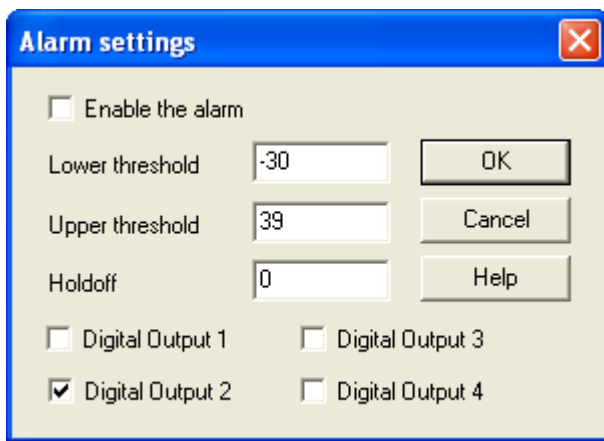 Alarm settings
Enable the alarm
Lower threshold -30 OK
Upper threshold 39 Cancel
Holdoff 0 Help
Digital Output 1 Digital Output 3
Digital Output 2 Digital Output 4